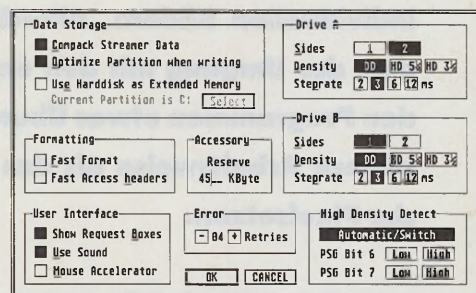 Data Storage
Compack Streamer Data
Optimize Partition when writing
Use Harddisk as Extended Memory
Current Partition is C: Select
Formatting
Fast Format
Fast Access headers
Accessory
Reserve
45__ KByte
User Interface
Show Request Boxes
Use Sound
Mouse Accelerator
Error
- 04 + Retries
OK CANCEL
Drive A
Sides 1 2
Density DD HD 5¼ HD 3½
Steprate 2 3 6 12 ms
Drive B
Sides 1 2
Density DD HD 5¼ HD 3½
Steprate 2 3 6 12 ms
High Density Detect
Automatic/Switch
PSG Bit 6 Low High
PSG Bit 7 Low High